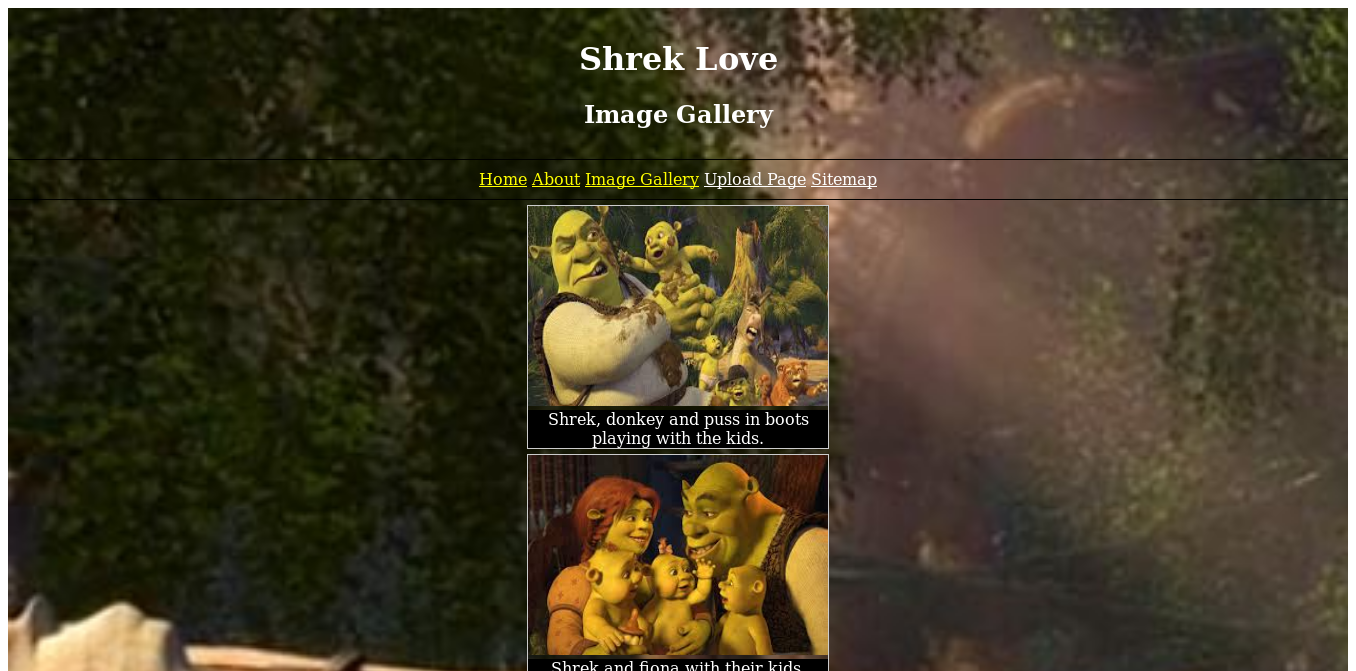 Shrek Love
Image Gallery
Home About Image Gallery Upload Page Sitemap
Shrek, donkey and puss in boots
playing with the kids.
Shrek and fiona with their kids.